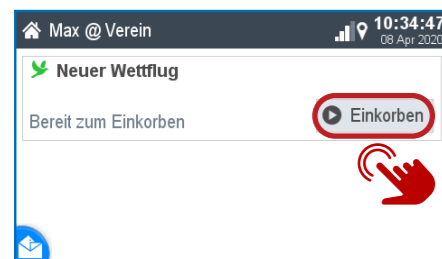 Max @ Verein
10:34:47
08 Apr 2020
Neuer Wettflug
Bereit zum Einkorben
Einkorben